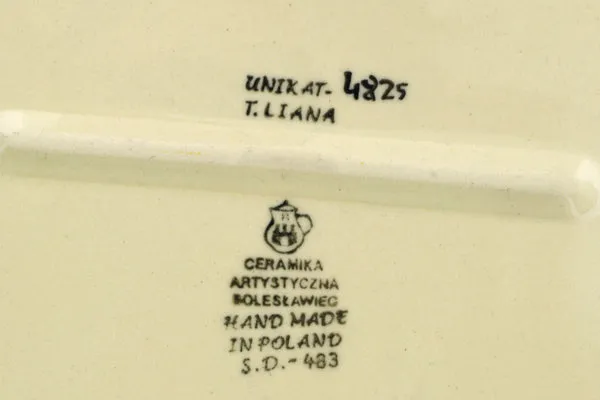 UNIKAT- 4825
T. LIANA
B
CERAMIKA
ARTYSTYCZNA
BOLESŁAWIEC
HAND MADE
IN POLAND
S.D.- 483